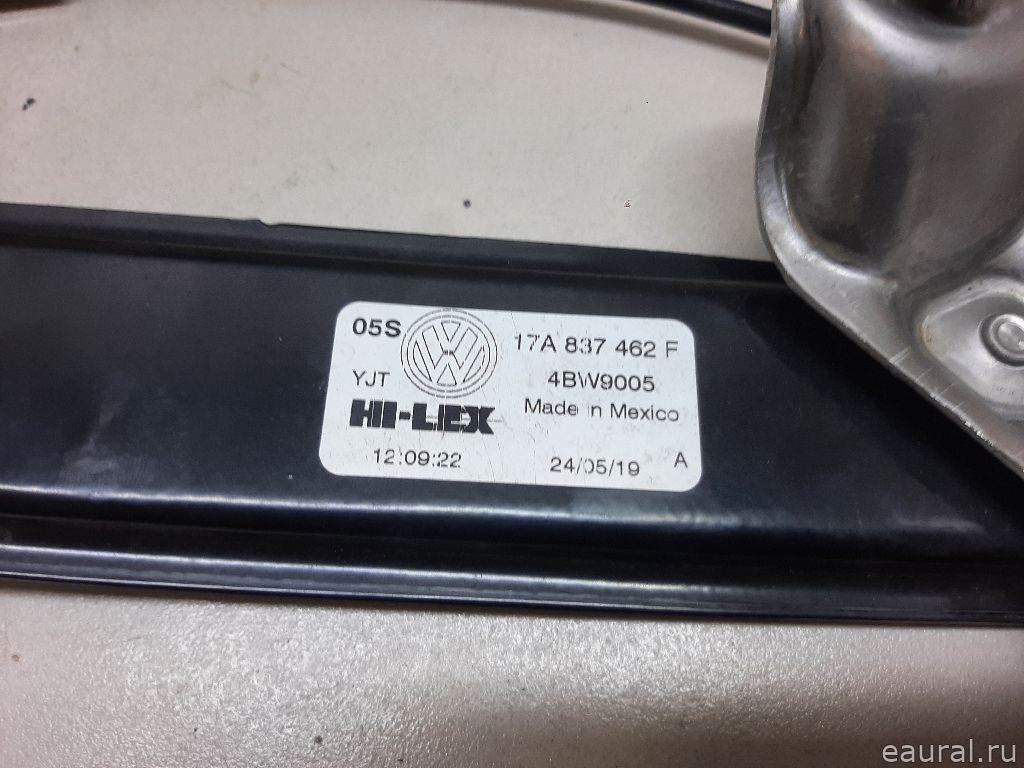 05S 17A 837 462 F
YJT 4BW9005
HI-LEX Made in Mexico
12:09:22 24/05/19 A
eaural.ru